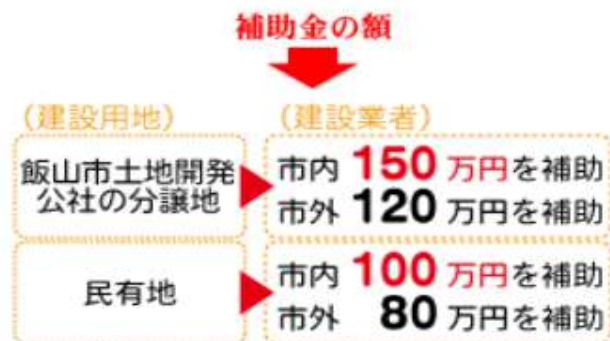 補助金の額
（建設用地）
（建設業者）
飯山市土地開発
公社の分譲地
市内 150 万円を補助
市外 120 万円を補助
民有地
市内 100 万円を補助
市外 80 万円を補助